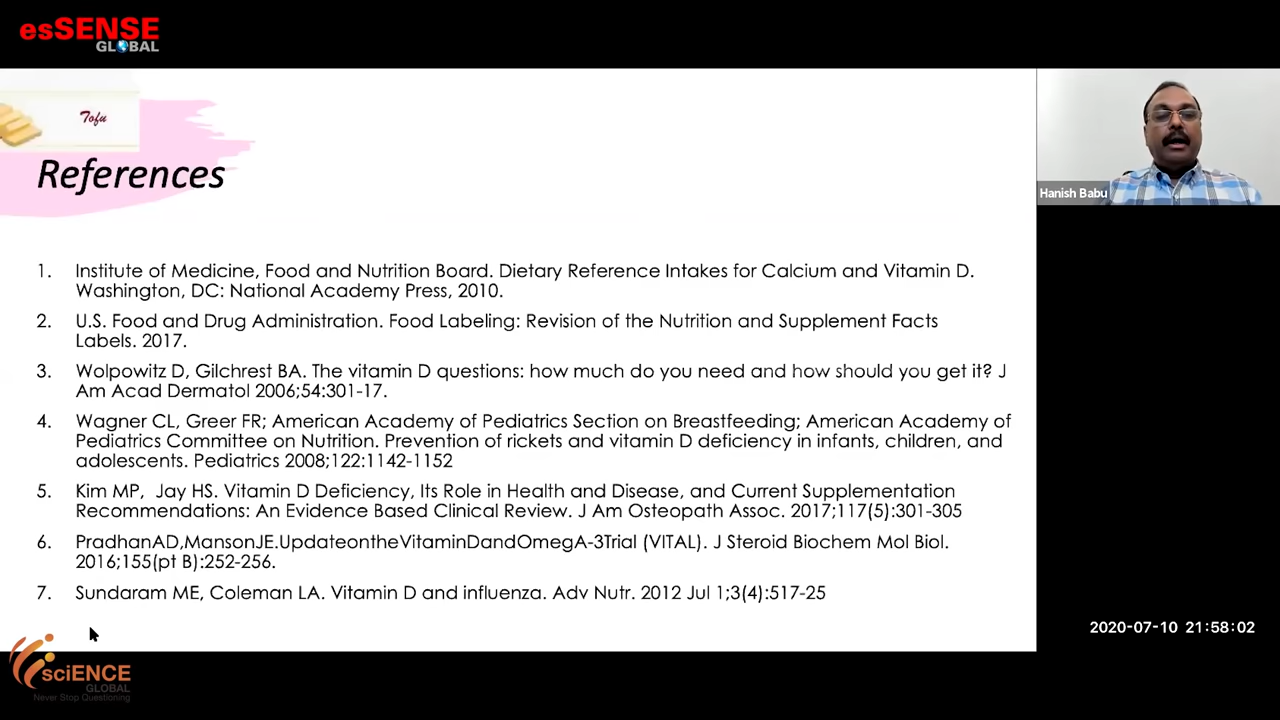 esSENSE
GLOBAL
Tofu
References
Hanish Babu
1. Institute of Medicine, Food and Nutrition Board. Dietary Reference Intakes for Calcium and Vitamin D.
Washington, DC: National Academy Press, 2010.
2. U.S. Food and Drug Administration. Food Labeling: Revision of the Nutrition and Supplement Facts
Labels. 2017.
3. Wolpowitz D, Gilchrest BA. The vitamin D questions: how much do you need and how should you get it? J
Am Acad Dermatol 2006;54:301-17.
4. Wagner CL, Greer FR; American Academy of Pediatrics Section on Breastfeeding; American Academy of
Pediatrics Committee on Nutrition. Prevention of rickets and vitamin D deficiency in infants, children, and
adolescents. Pediatrics 2008;122:1142-1152
5. Kim MP, Jay HS. Vitamin D Deficiency, Its Role in Health and Disease, and Current Supplementation
Recommendations: An Evidence Based Clinical Review. J Am Osteopath Assoc. 2017;117(5):301-305
6. PradhanAD,MansonJE.UpdateontheVitaminDandOmegA-3Trial (VITAL). J Steroid Biochem Mol Biol.
2016;155(pt B):252-256.
7. Sundaram ME, Coleman LA. Vitamin D and influenza. Adv Nutr. 2012 Jul 1;3(4):517-25
2020-07-10 21:58:02
sciENCE
GLOBAL
Never Stop Questioning